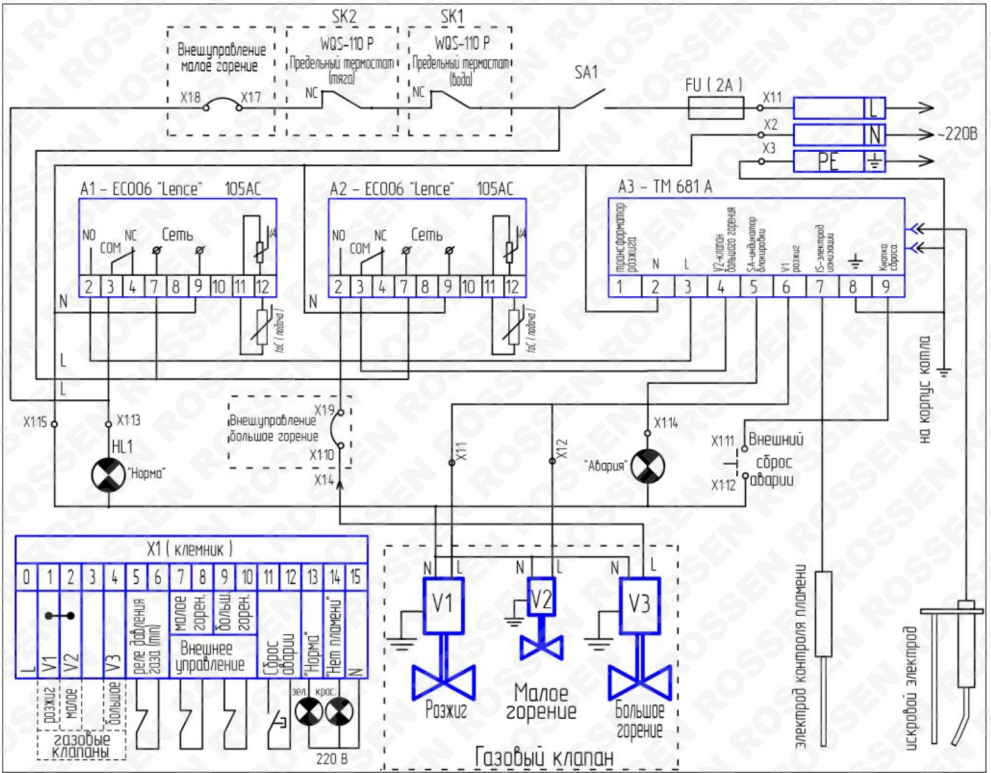 SK2
SK1
Внеш.управление
малое горение
WQS-110 P
Предельный термостат
(тяга)
NC
WQS-110 P
Предельный термостат
(вода)
NC
SA1
FU ( 2A )
X1:8
X1:7
X1:1
L
X2
N
~220В
X3
PE
A1 - EC006 "Lence" 105AC
NO
COM
NC
Сеть
2 3 4 7 8 9 10 11 12
A2 - EC006 "Lence" 105AC
NO
COM
NC
Сеть
2 3 4 7 8 9 10 11 12
A3 - TM 681 A
трансформатор
розжига
N
L
V2-клапан
большого горения
SA-индикатор
блокировки
V1
розжиг
IS-электрод
ионизации
Кнопка
сброса
1 2 3 4 5 6 7 8 9
N
N
L
L
на корпус котла
X1:15
X1:13
HL1
"Норма"
Внеш.управление
большое горение
X1:9
X1:10
X1:4
X1:1
X1:2
X1:14
"Авария"
X1:11
X1:12
Внешний
сброс
аварии
X1 ( клемник )
0 1 2 3 4 5 6 7 8 9 10 11 12 13 14 15
L
V1
V2
V3
реле давления
газа (min)
малое
горен.
больш.
горен.
Внешнее
управление
Сброс
аварии
"Норма"
"Нет пламени"
N
розжиг
малое
большое
газовые
клапаны
зел.
крас.
220 В
N
L
V1
Розжиг
N
L
V2
Малое
горение
N
L
V3
Большое
горение
Газовый клапан
электрод контроля пламени
искровой электрод
ROSSEN